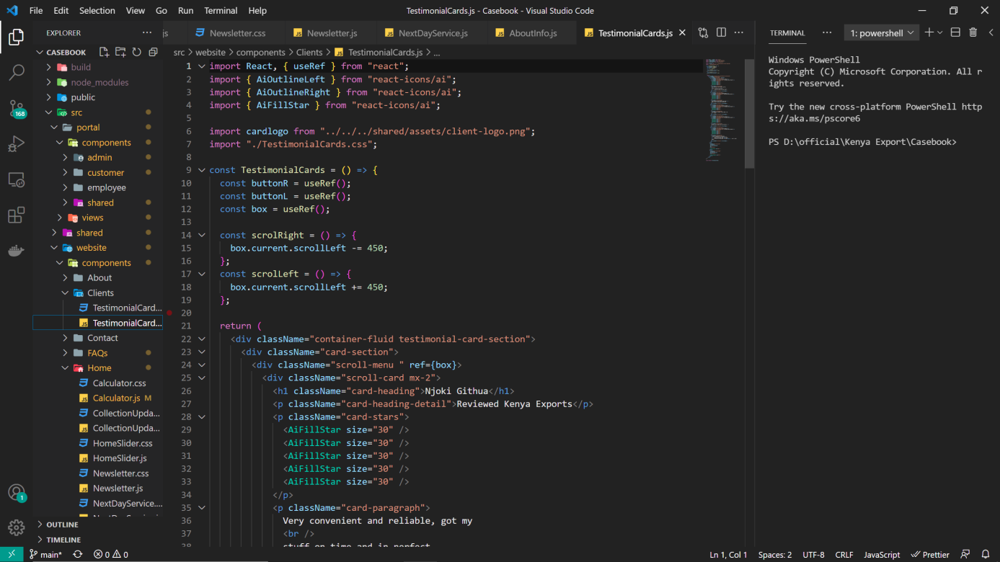 File Edit Selection View Go Run Terminal Help
TestimonialCards.js - Casebook - Visual Studio Code
EXPLORER ...
js
Newsletter.css
Newsletter.js
NextDayService.js
AboutInfo.js
TestimonialCards.js
CASEBOOK
build
node_modules
public
src
portal
components
admin
customer
employee
shared
views
shared
website
components
About
Clients
TestimonialCard...
TestimonialCard...
Contact
FAQs
Home
Calculator.css
Calculator.js M
CollectionUpda...
CollectionUpda...
HomeSlider.css
HomeSlider.js
Newsletter.css
Newsletter.js
NextDayService....
OUTLINE
TIMELINE
168
1
src > website > components > Clients > TestimonialCards.js > ...
1 import React, { useRef } from "react";
2 import { AiOutlineLeft } from "react-icons/ai";
3 import { AiOutlineRight } from "react-icons/ai";
4 import { AiFillStar } from "react-icons/ai";
5
6 import cardlogo from "../../../shared/assets/client-logo.png";
7 import "./TestimonialCards.css";
8
9 const TestimonialCards = () => {
10 const buttonR = useRef();
11 const buttonL = useRef();
12 const box = useRef();
13
14 const scrolRight = () => {
15 box.current.scrollLeft -= 450;
16 };
17 const scrolLeft = () => {
18 box.current.scrollLeft += 450;
19 };
20
21 return (
22 <div className="container-fluid testimonial-card-section">
23 <div className="card-section">
24 <div className="scroll-menu " ref={box}>
25 <div className="scroll-card mx-2">
26 <h1 className="card-heading">Njoki Githua</h1>
27 <p className="card-heading-detail">Reviewed Kenya Exports</p>
28 <p className="card-stars">
29 <AiFillStar size="30" />
30 <AiFillStar size="30" />
31 <AiFillStar size="30" />
32 <AiFillStar size="30" />
33 <AiFillStar size="30" />
34 </p>
35 <p className="card-paragraph">
36 Very convenient and reliable, got my
37 <br />
38 stuff on time and in perfect
TERMINAL ... 1: powershell
Windows PowerShell
Copyright (C) Microsoft Corporation. All r
ights reserved.
Try the new cross-platform PowerShell http
s://aka.ms/pscore6
PS D:\official\Kenya Export\Casebook>
main* 0 0
Ln 1, Col 1 Spaces: 2 UTF-8 CRLF JavaScript Prettier